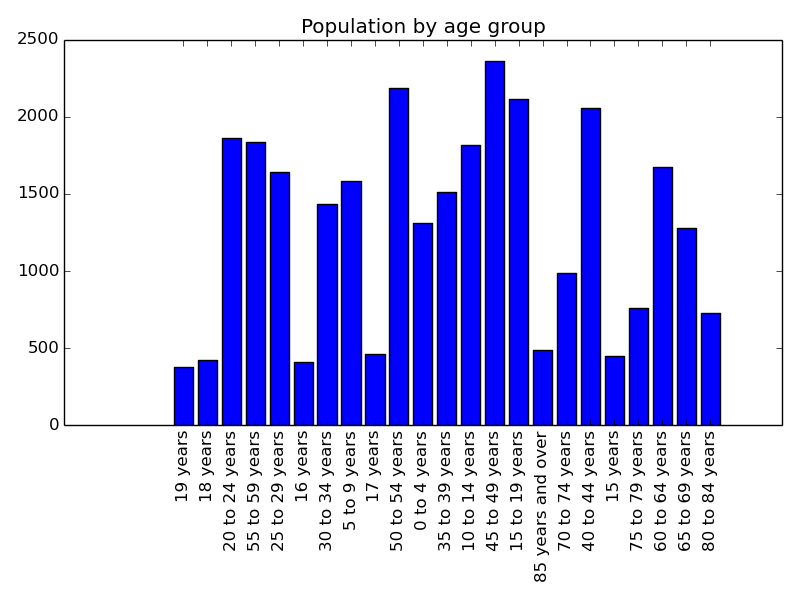 Population by age group
2500
2000
1500
1000
500
0
19 years
18 years
20 to 24 years
55 to 59 years
25 to 29 years
16 years
30 to 34 years
5 to 9 years
17 years
50 to 54 years
0 to 4 years
35 to 39 years
10 to 14 years
45 to 49 years
15 to 19 years
85 years and over
70 to 74 years
40 to 44 years
15 years
75 to 79 years
60 to 64 years
65 to 69 years
80 to 84 years